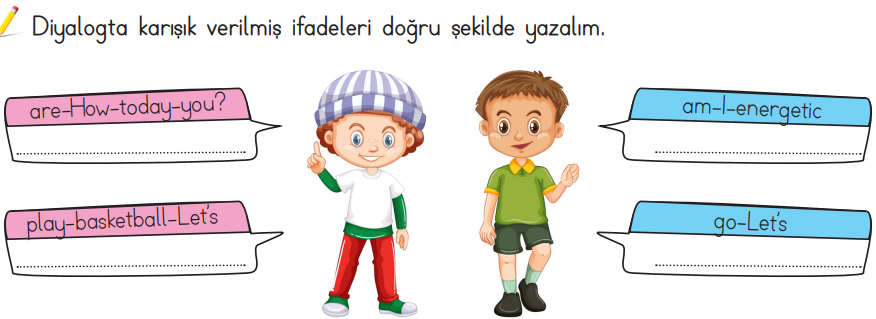 Diyalogta karışık verilmiş ifadeleri doğru şekilde yazalım.
are-How-today-you?
am-I-energetic
play-basketball-Let's
go-Let's